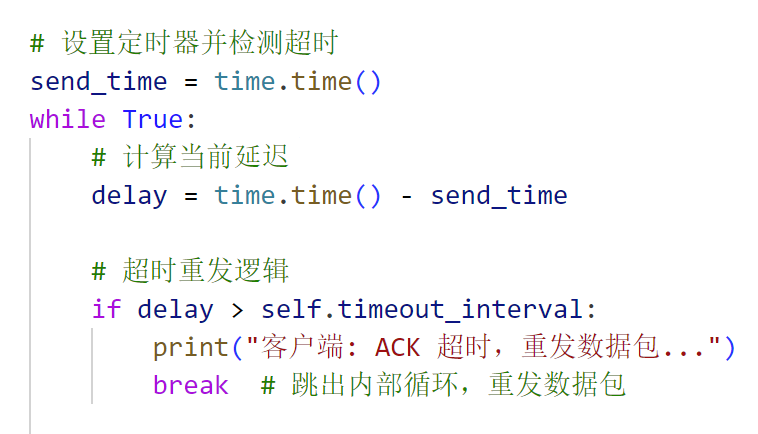 # 设置定时器并检测超时
send_time = time.time()
while True:
    # 计算当前延迟
    delay = time.time() - send_time

    # 超时重发逻辑
    if delay > self.timeout_interval:
        print("客户端: ACK 超时，重发数据包...")
        break  # 跳出内部循环，重发数据包